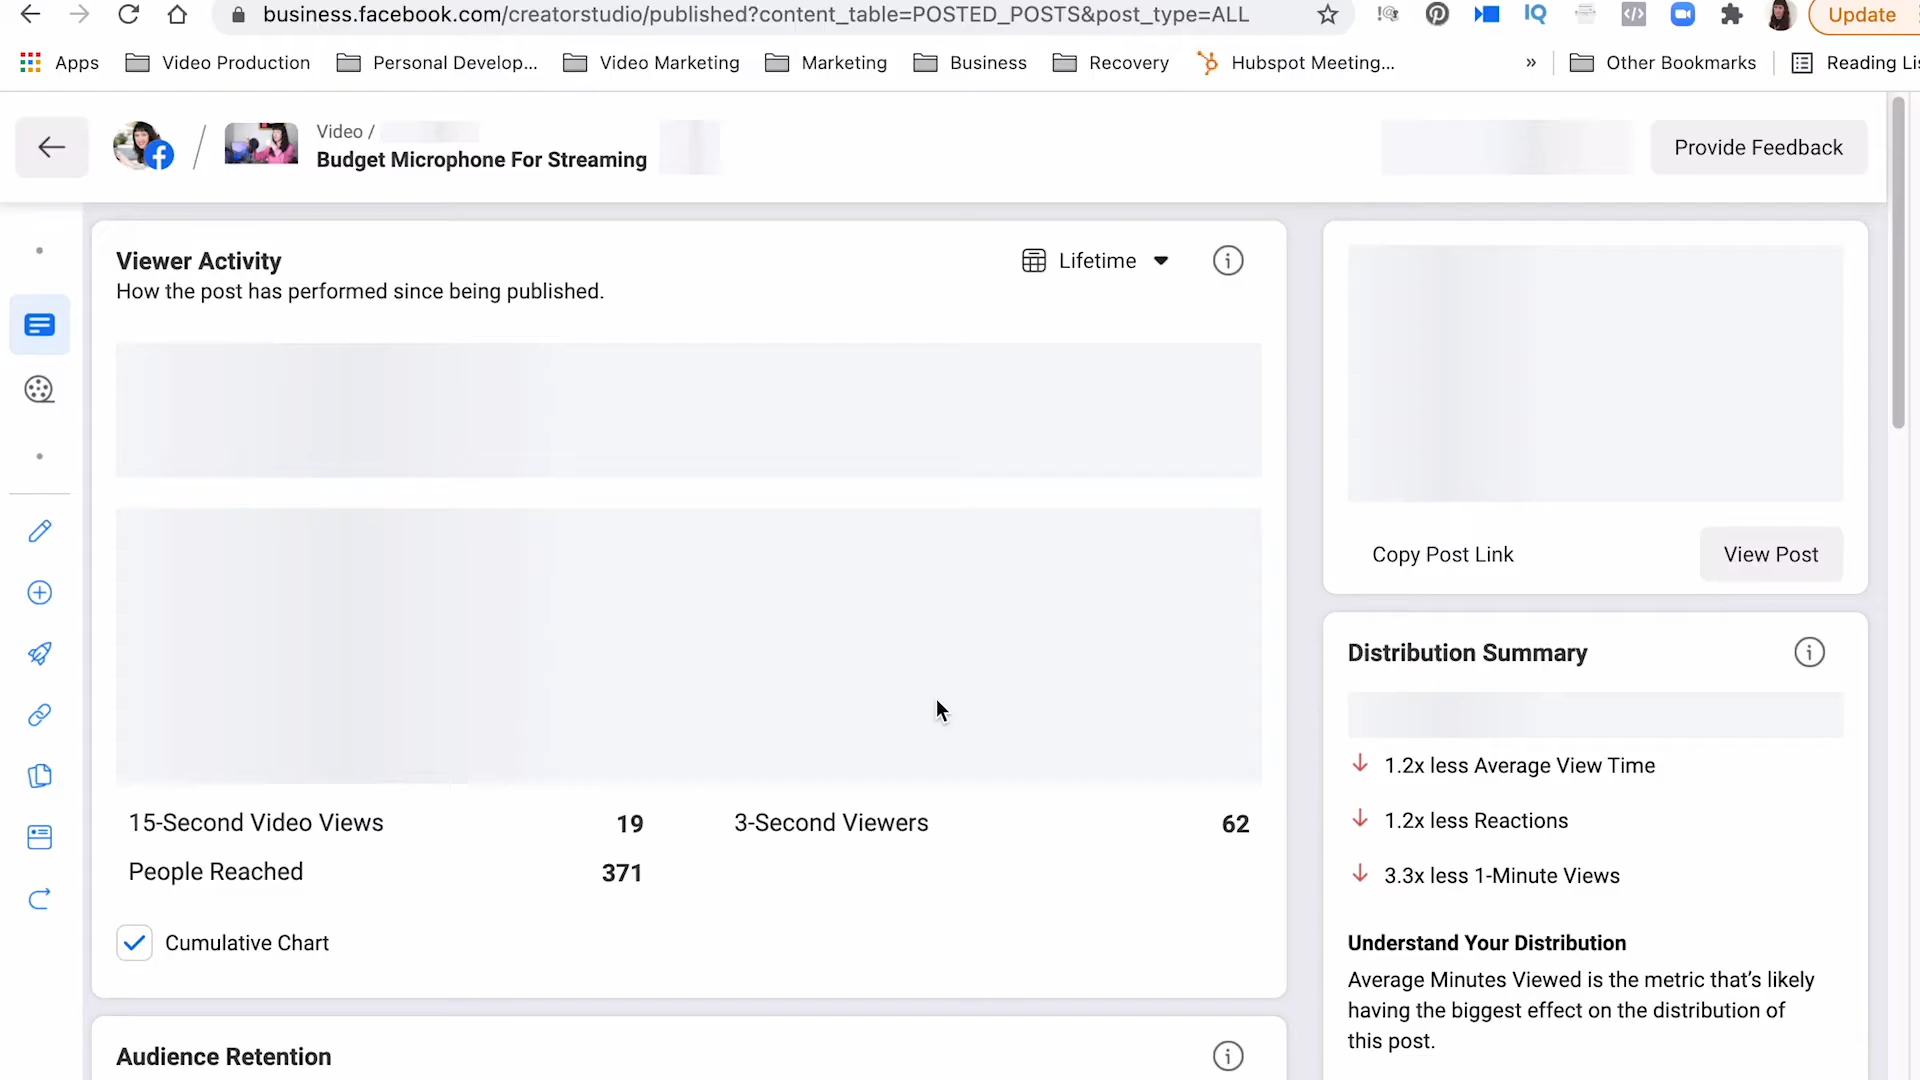 business.facebook.com/creatorstudio/published?content_table=POSTED_POSTS&post_type=ALL
IQ
Update
Apps
Video Production
Personal Develop...
Video Marketing
Marketing
Business
Recovery
Hubspot Meeting...
»
Other Bookmarks
Reading Lis
Video /
Budget Microphone For Streaming
Provide Feedback
Viewer Activity
Lifetime
How the post has performed since being published.
Copy Post Link
View Post
Distribution Summary
1.2x less Average View Time
1.2x less Reactions
3.3x less 1-Minute Views
15-Second Video Views 19
3-Second Viewers 62
People Reached 371
Cumulative Chart
Understand Your Distribution
Average Minutes Viewed is the metric that's likely
having the biggest effect on the distribution of
this post.
Audience Retention